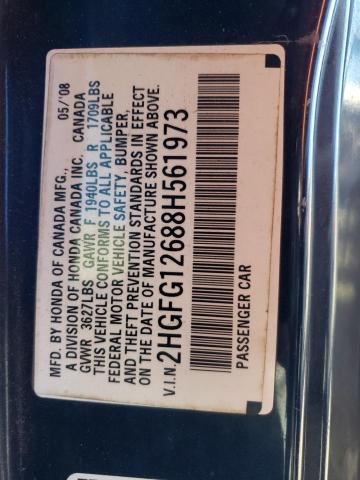 MFD. BY HONDA OF CANADA MFG., 05/'08
A DIVISION OF HONDA CANADA INC. CANADA
GVWR 3627LBS GAWR F 1940LBS R 1709LBS
THIS VEHICLE CONFORMS TO ALL APPLICABLE
FEDERAL MOTOR VEHICLE SAFETY, BUMPER,
AND THEFT PREVENTION STANDARDS IN EFFECT
ON THE DATE OF MANUFACTURE SHOWN ABOVE.
V.I.N. 2HGFG12688H561973
PASSENGER CAR